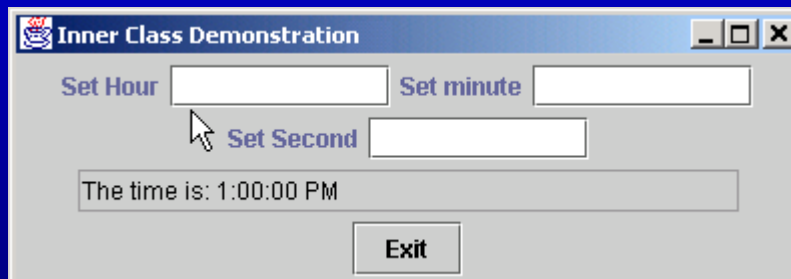 Inner Class Demonstration
Set Hour Set minute
Set Second
The time is: 1:00:00 PM
Exit